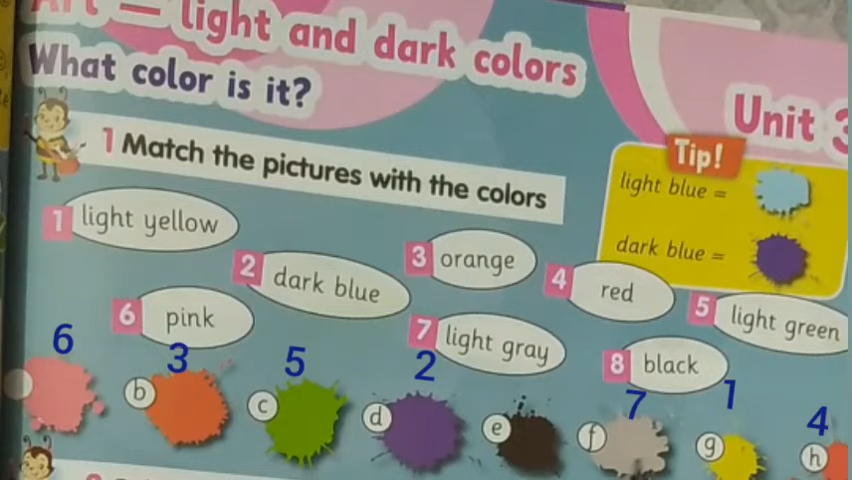 Art — light and dark colors
What color is it?
Unit 3
1 Match the pictures with the colors
Tip!
light blue =
dark blue =
1 light yellow
2 dark blue
3 orange
4 red
5 light green
6 pink
7 light gray
8 black
6 3 5 2 7 1 4
b c d e f g h